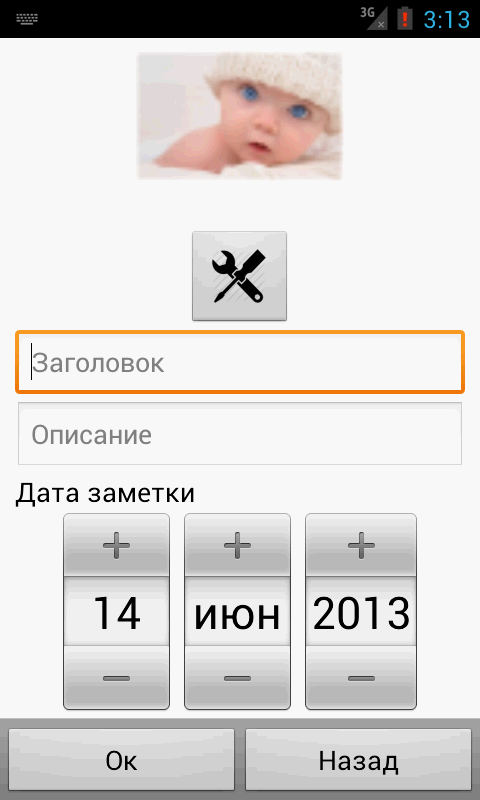 3G 3:13
Заголовок
Описание
Дата заметки
14 июн 2013
Ок Назад